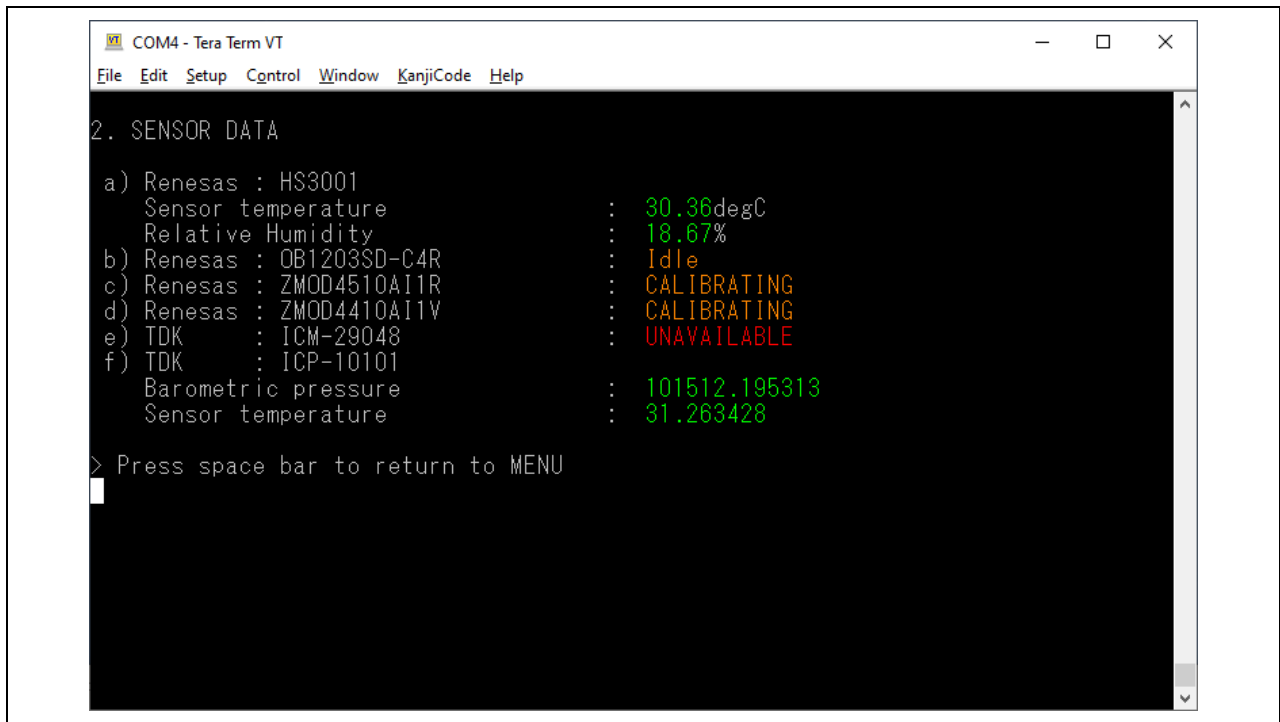 COM4 - Tera Term VT
File Edit Setup Control Window KanjiCode Help
2. SENSOR DATA
a) Renesas : HS3001
Sensor temperature : 30.36degC
Relative Humidity : 18.67%
b) Renesas : OB1203SD-C4R : Idle
c) Renesas : ZMOD4510AI1R : CALIBRATING
d) Renesas : ZMOD4410AI1V : CALIBRATING
e) TDK : ICM-29048 : UNAVAILABLE
f) TDK : ICP-10101
Barometric pressure : 101512.195313
Sensor temperature : 31.263428
> Press space bar to return to MENU